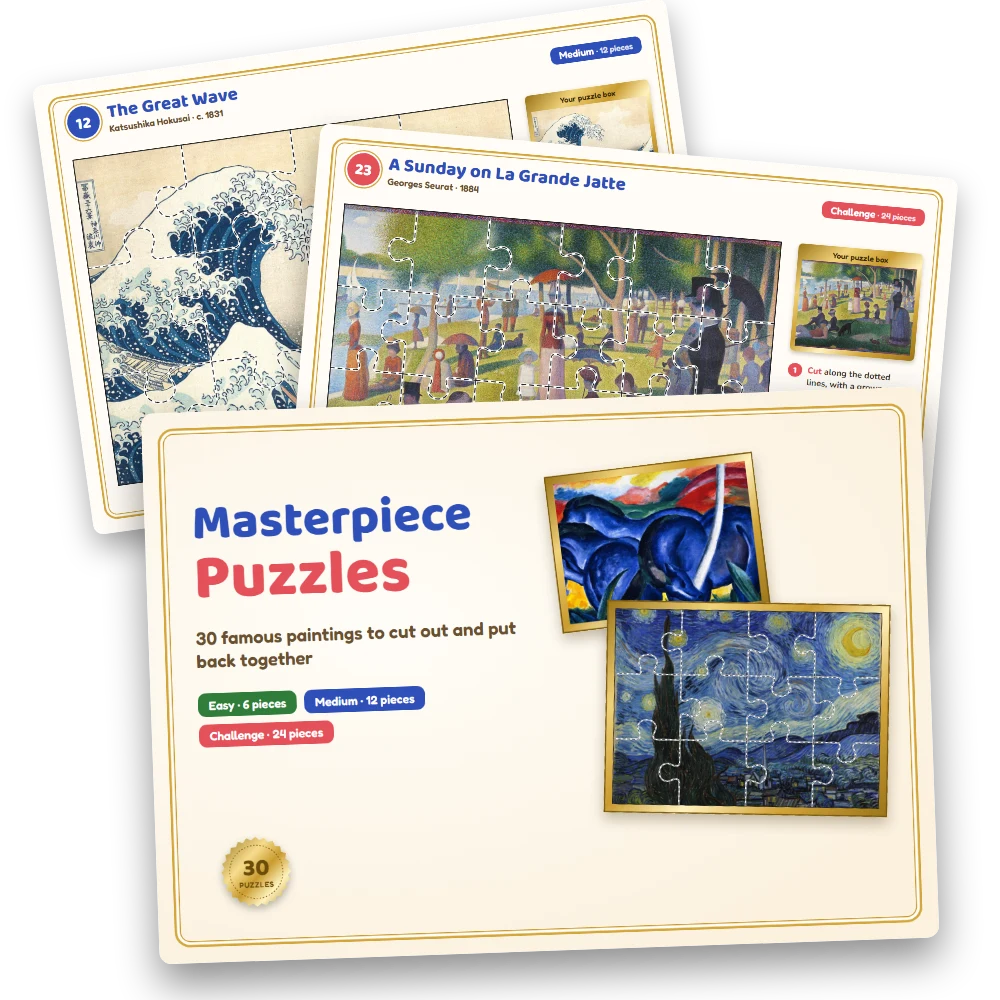 Medium · 12 pieces
12
The Great Wave
Katsushika Hokusai · c. 1831
Your puzzle box
23
A Sunday on La Grande Jatte
Georges Seurat · 1884
Challenge · 24 pieces
Your puzzle box
1
Cut along the dotted
lines, with a
Masterpiece
Puzzles
30 famous paintings to cut out and put
back together
Easy · 6 pieces
Medium · 12 pieces
Challenge · 24 pieces
30
PUZZLES